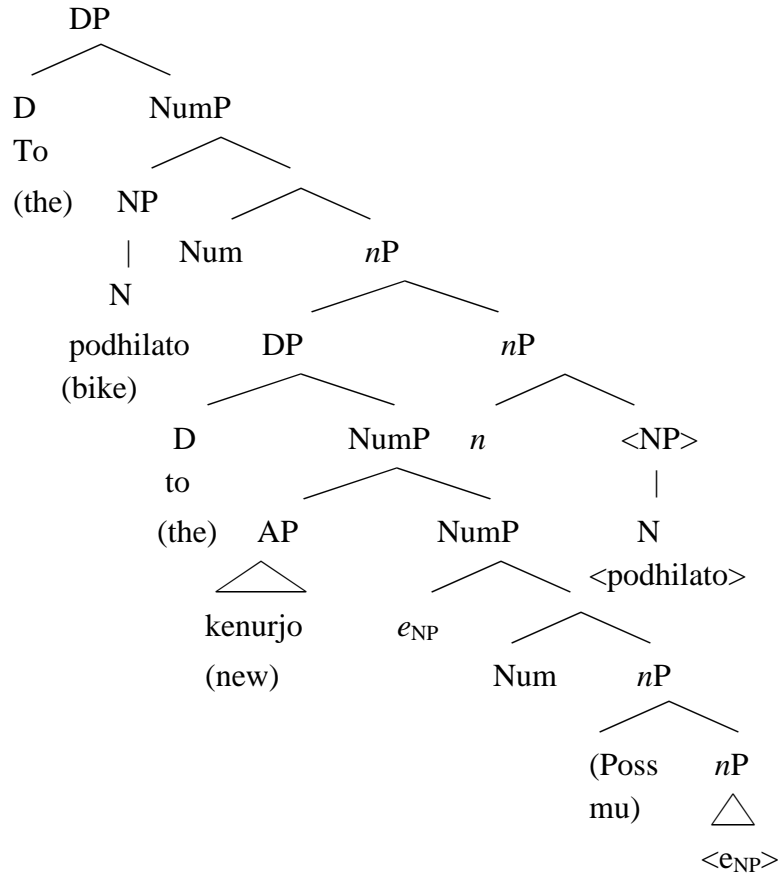 DP
D NumP
To
(the) NP
| Num nP
N
podhilato DP nP
(bike)
D NumP n <NP>
to |
(the) AP NumP N
<podhilato>
kenurjo eNP
(new) Num nP
(Poss nP
mu)
<eNP>